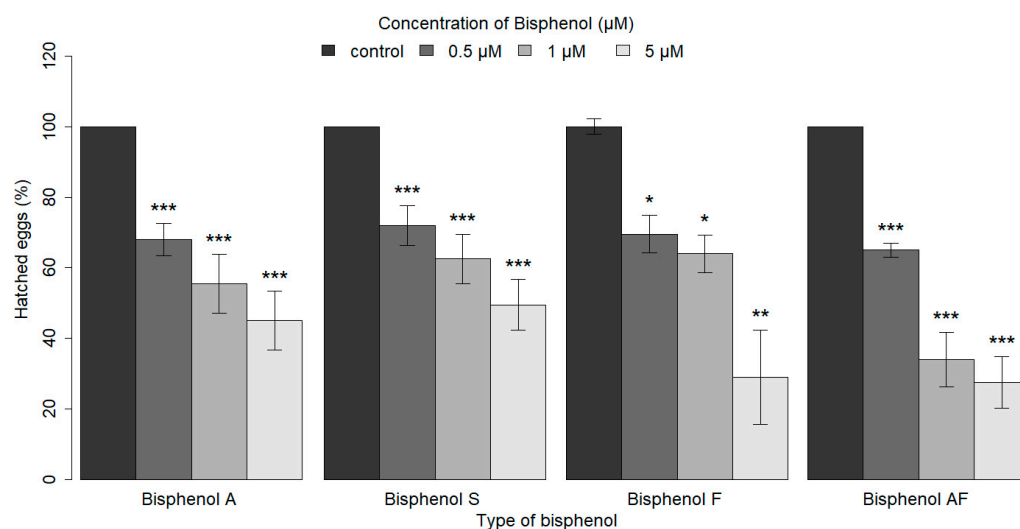 Concentration of Bisphenol (µM)
control 0.5 µM 1 µM 5 µM
Hatched eggs (%)
120
100
80
60
40
20
0
*** *** ***
*** *** ***
* * **
*** *** ***
Bisphenol A Bisphenol S Bisphenol F Bisphenol AF
Type of bisphenol